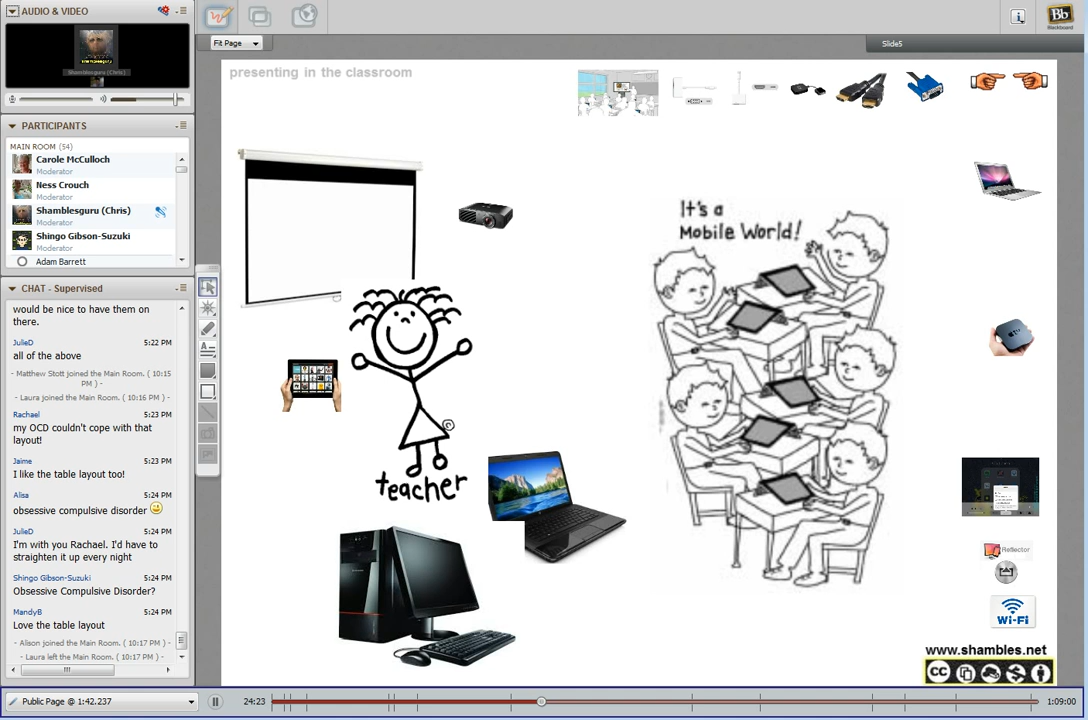 AUDIO & VIDEO
Shamblesguru (Chris)
PARTICIPANTS
MAIN ROOM (54)
Carole McCulloch
Moderator
Ness Crouch
Moderator
Shamblesguru (Chris)
Moderator
Shingo Gibson-Suzuki
Moderator
Adam Barrett
CHAT - Supervised
would be nice to have them on
there.
JulieD 5:22 PM
all of the above
- Matthew Stott joined the Main Room. ( 10:15
PM ) -
- Laura joined the Main Room. ( 10:16 PM ) -
Rachael 5:23 PM
my OCD couldn't cope with that
layout!
Jaime 5:23 PM
I like the table layout too!
Alisa 5:24 PM
obsessive compulsive disorder
JulieD 5:24 PM
I'm with you Rachael. I'd have to
straighten it up every night
Shingo Gibson-Suzuki 5:24 PM
Obsessive Compulsive Disorder?
MandyB 5:24 PM
Love the table layout
- Alison joined the Main Room. ( 10:17 PM ) -
- Laura left the Main Room. ( 10:17 PM ) -
Public Page @ 1:42.237
24:23
1:09:00
Fit Page
Slide5
Bb
Blackboard
presenting in the classroom
It's a
Mobile World!
teacher
Reflector
Wi-Fi
www.shambles.net
CC